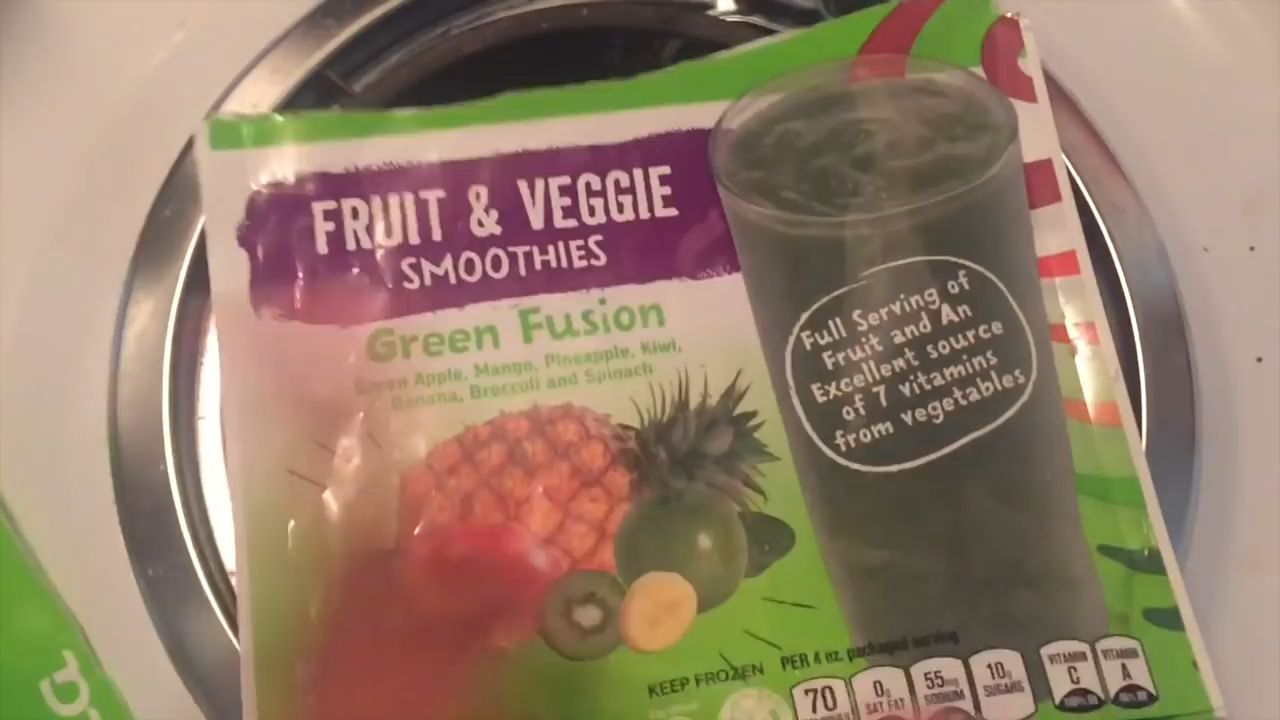 FRUIT & VEGGIE
SMOOTHIES
Green Fusion
Green Apple, Mango, Pineapple, Kiwi,
Banana, Broccoli and Spinach
Full Serving of
Fruit and An
Excellent source
of 7 vitamins
from vegetables
KEEP FROZEN
PER 4 oz. packaged serving
70
0g
SAT FAT
55mg
SODIUM
10g
SUGARS
VITAMIN
C
VITAMIN
A